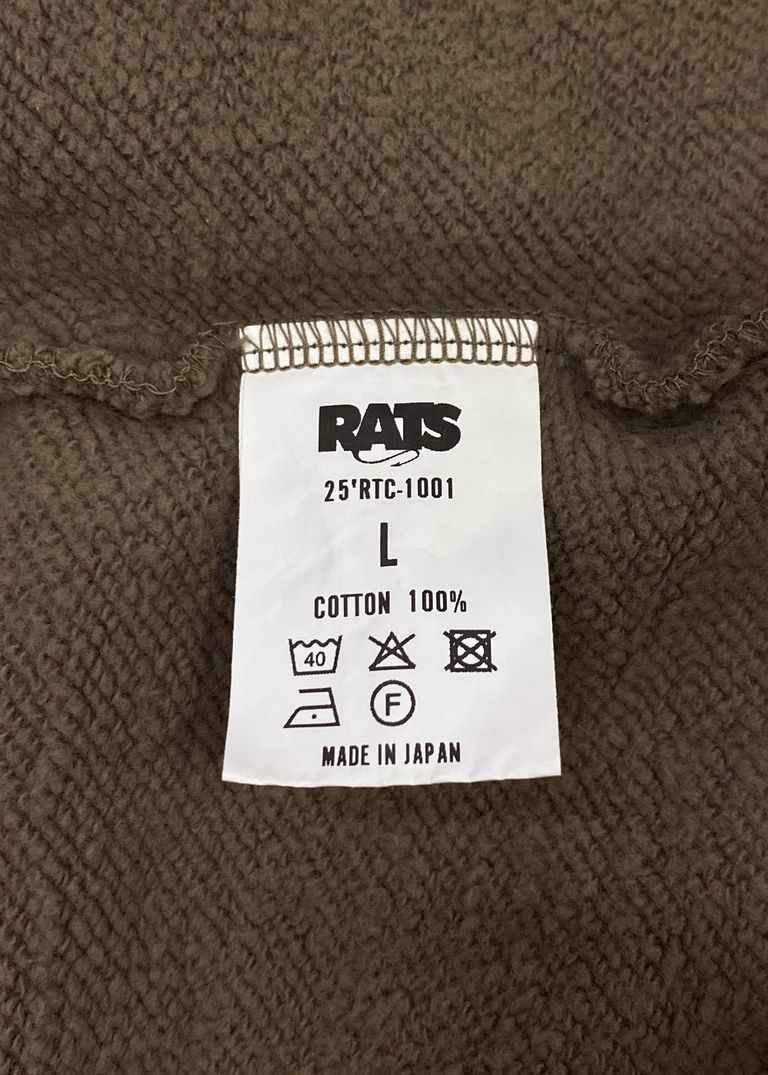 RATS
25'RTC-1001
L
COTTON 100%
40
F
MADE IN JAPAN